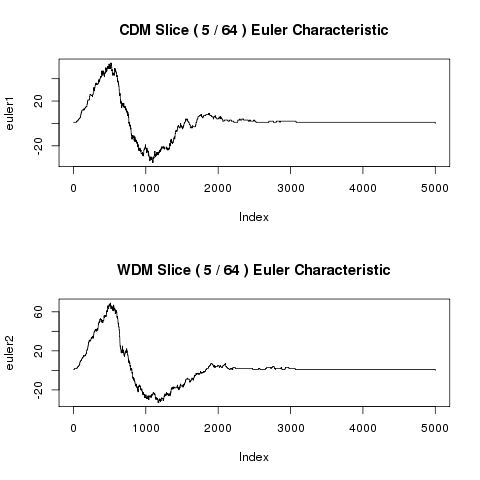 CDM Slice ( 5 / 64 ) Euler Characteristic
euler1
20
-20
0 1000 2000 3000 4000 5000
Index
WDM Slice ( 5 / 64 ) Euler Characteristic
euler2
60
20
-20
0 1000 2000 3000 4000 5000
Index